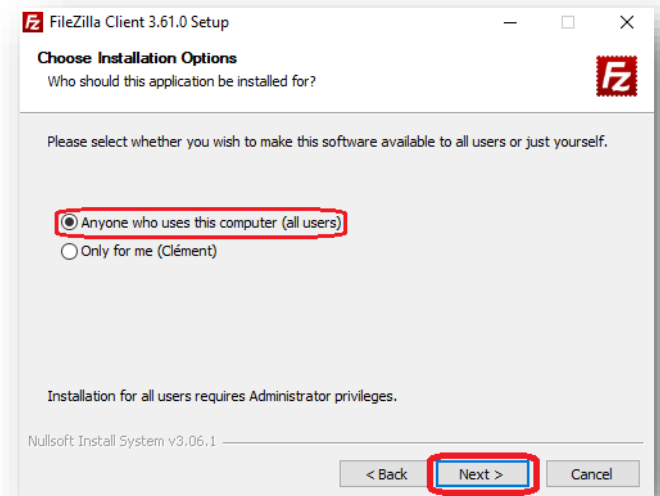 FileZilla Client 3.61.0 Setup
Choose Installation Options
Who should this application be installed for?
Fz
Please select whether you wish to make this software available to all users or just yourself.
Anyone who uses this computer (all users)
Only for me (Clément)
Installation for all users requires Administrator privileges.
Nullsoft Install System v3.06.1
< Back Next > Cancel